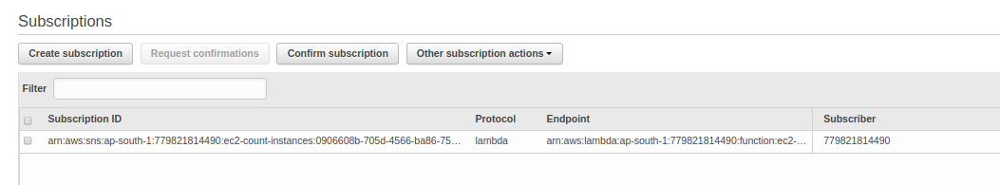 Subscriptions
Create subscription Request confirmations Confirm subscription Other subscription actions
Filter
Subscription ID Protocol Endpoint Subscriber
arn:aws:sns:ap-south-1:779821814490:ec2-count-instances:0906608b-705d-4566-ba86-75… lambda arn:aws:lambda:ap-south-1:779821814490:function:ec2-… 779821814490